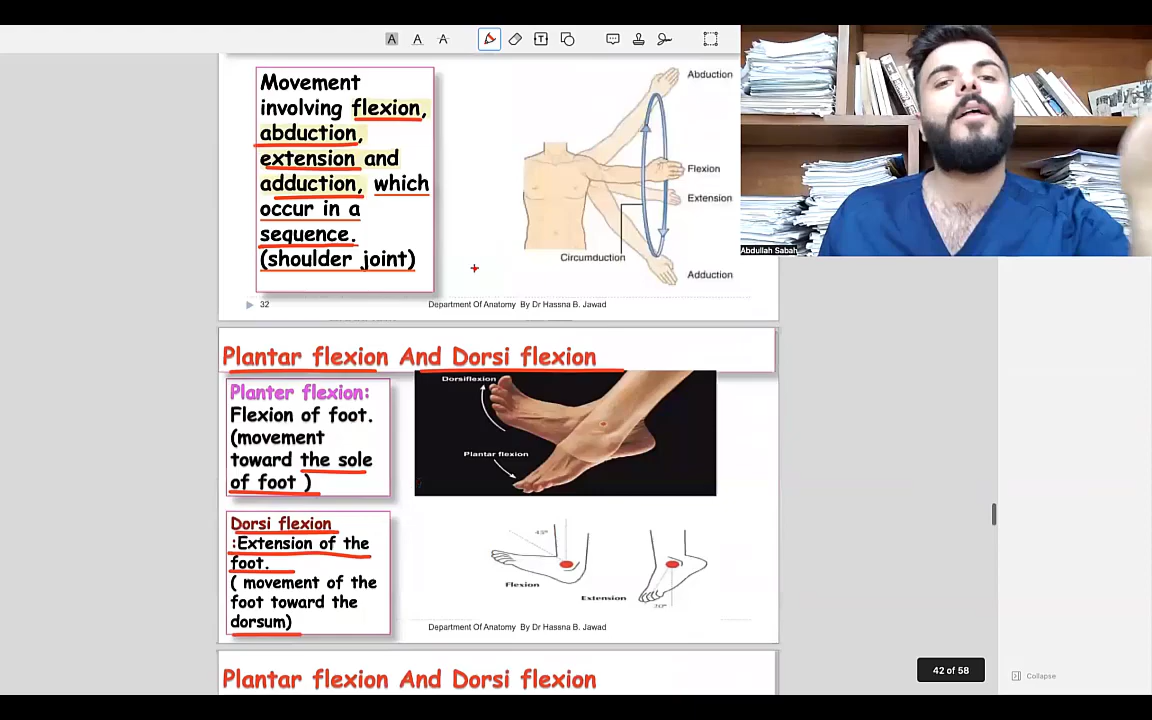 A A A T
Movement
involving flexion,
abduction,
extension and
adduction, which
occur in a
sequence.
(shoulder joint)
Abduction
Flexion
Extension
Circumduction
Adduction
32
Department Of Anatomy By Dr Hassna B. Jawad
Abdullah Sabah
Plantar flexion And Dorsi flexion
Planter flexion:
Flexion of foot.
(movement
toward the sole
of foot )
Dorsiflexion
Plantar flexion
Dorsi flexion
:Extension of the
foot.
( movement of the
foot toward the
dorsum)
45°
Flexion
Extension
20°
Department Of Anatomy By Dr Hassna B. Jawad
Plantar flexion And Dorsi flexion
42 of 58
Collapse